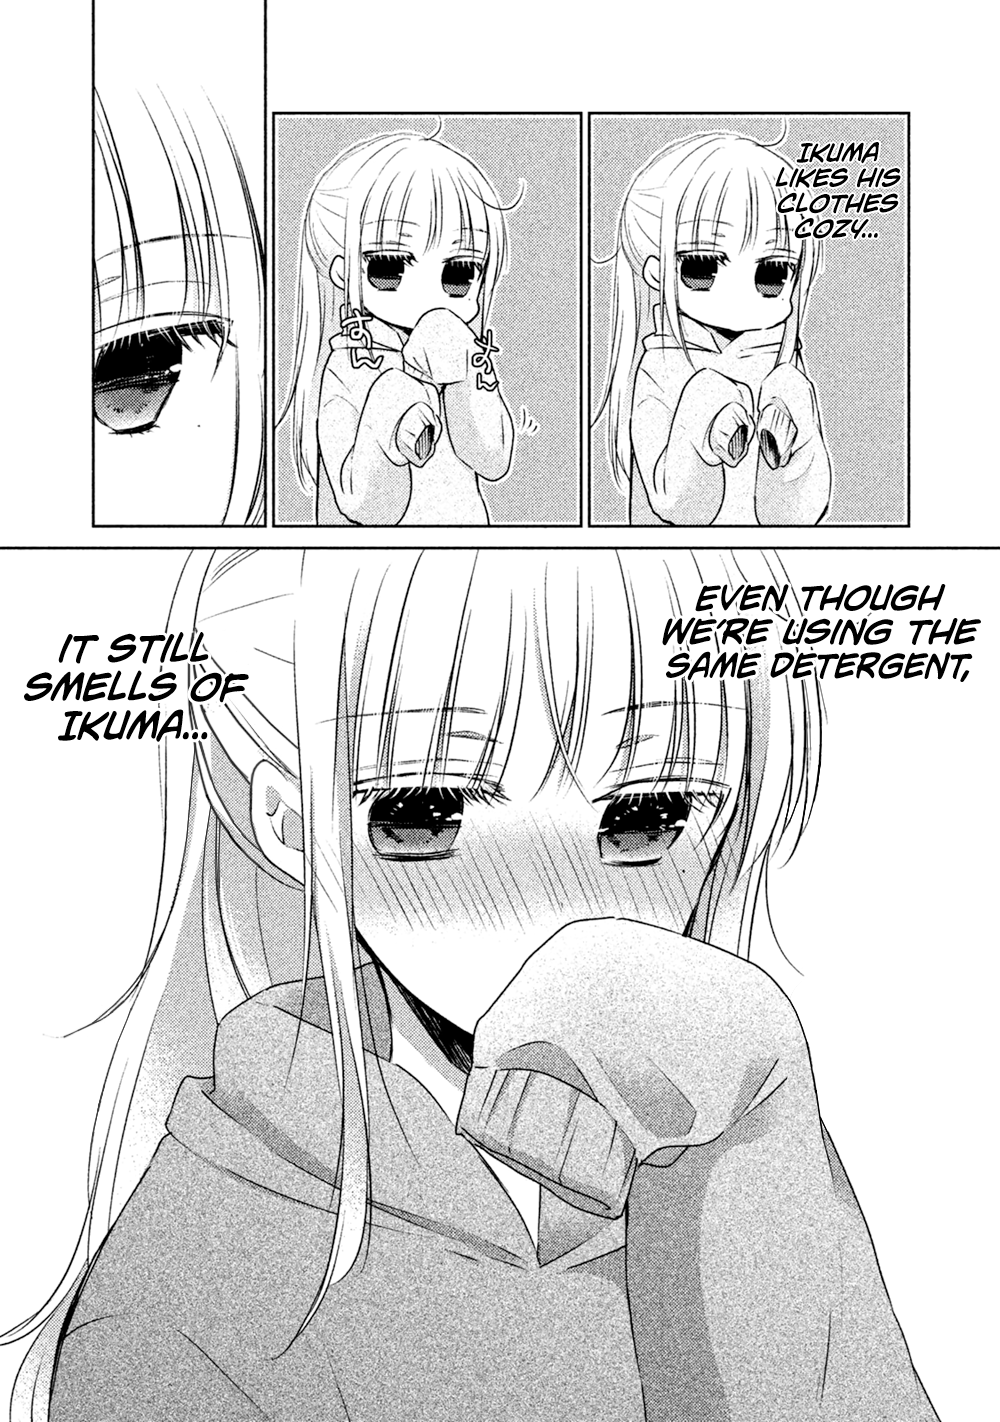 IKUMA
LIKES HIS
CLOTHES
COZY...
すん
すん
EVEN THOUGH
WE'RE USING THE
SAME DETERGENT,
IT STILL
SMELLS OF
IKUMA...